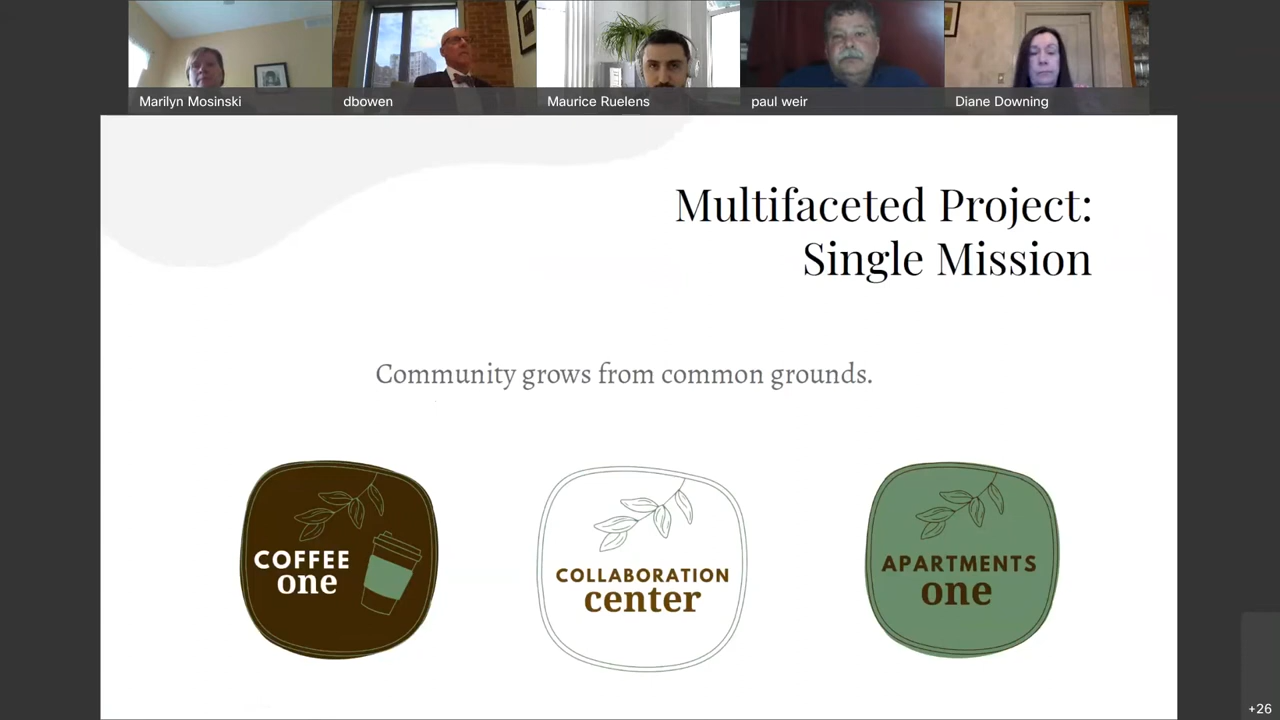 Marilyn Mosinski
dbowen
Maurice Ruelens
paul weir
Diane Downing
Multifaceted Project:
Single Mission
Community grows from common grounds.
COFFEE
one
COLLABORATION
center
APARTMENTS
one
+26